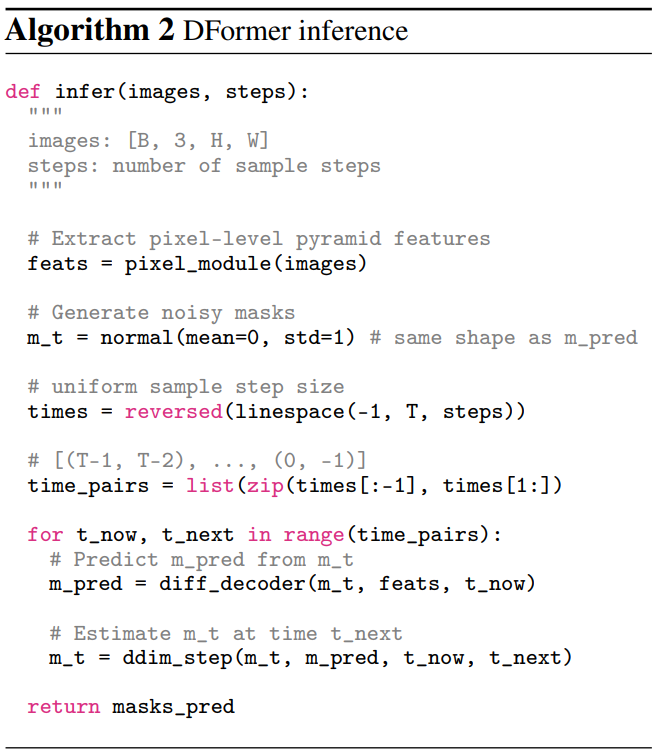 Algorithm 2 DFormer inference
def infer(images, steps):
"""
images: [B, 3, H, W]
steps: number of sample steps
"""
# Extract pixel-level pyramid features
feats = pixel_module(images)
# Generate noisy masks
m_t = normal(mean=0, std=1) # same shape as m_pred
# uniform sample step size
times = reversed(linespace(-1, T, steps))
# [(T-1, T-2), ..., (0, -1)]
time_pairs = list(zip(times[:-1], times[1:])
for t_now, t_next in range(time_pairs):
# Predict m_pred from m_t
m_pred = diff_decoder(m_t, feats, t_now)
# Estimate m_t at time t_next
m_t = ddim_step(m_t, m_pred, t_now, t_next)
return masks_pred